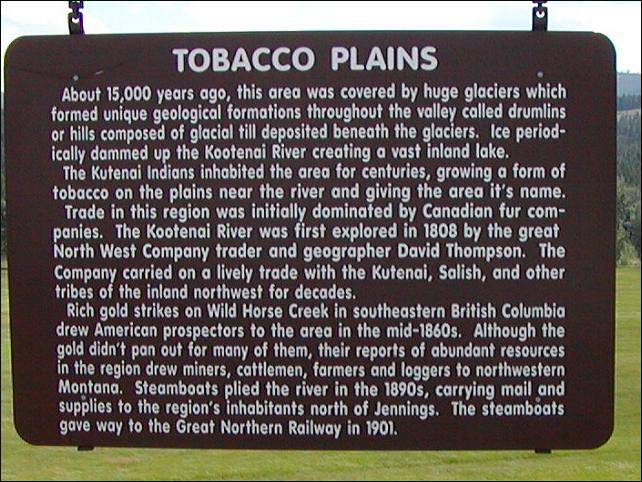 TOBACCO PLAINS
About 15,000 years ago, this area was covered by huge glaciers which
formed unique geological formations throughout the valley called drumlins
or hills composed of glacial till deposited beneath the glaciers. Ice period-
ically dammed up the Kootenai River creating a vast inland lake.
The Kutenai Indians inhabited the area for centuries, growing a form of
tobacco on the plains near the river and giving the area it's name.
Trade in this region was initially dominated by Canadian fur com-
panies. The Kootenai River was first explored in 1808 by the great
North West Company trader and geographer David Thompson. The
Company carried on a lively trade with the Kutenai, Salish, and other
tribes of the inland northwest for decades.
Rich gold strikes on Wild Horse Creek in southeastern British Columbia
drew American prospectors to the area in the mid-1860s. Although the
gold didn't pan out for many of them, their reports of abundant resources
in the region drew miners, cattlemen, farmers and loggers to northwestern
Montana. Steamboats plied the river in the 1890s, carrying mail and
supplies to the region's inhabitants north of Jennings. The steamboats
gave way to the Great Northern Railway in 1901.